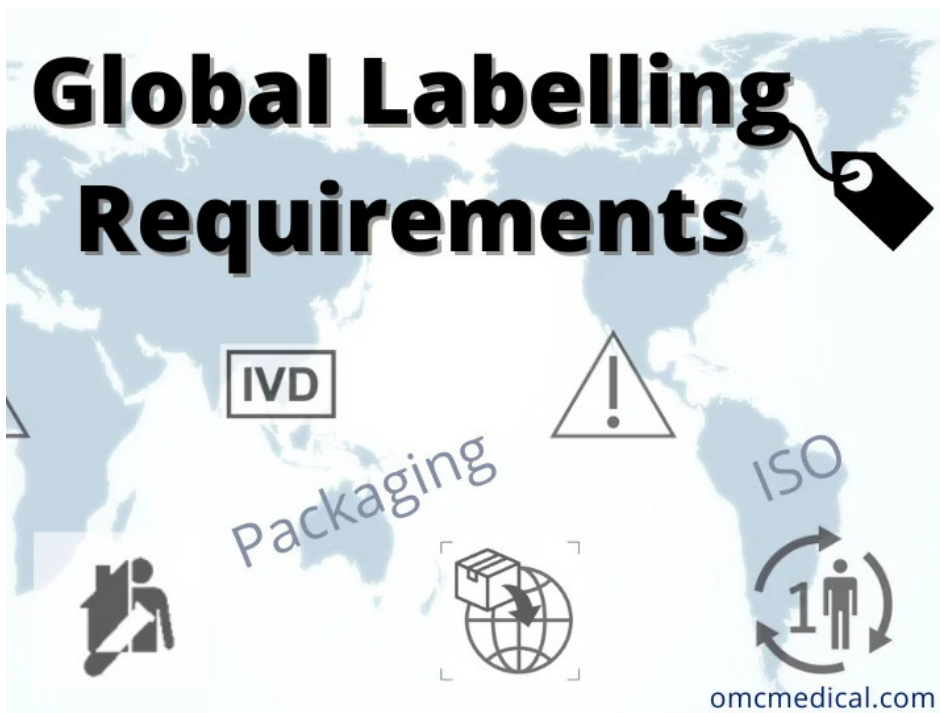 Global Labelling
Requirements
IVD
!
Packaging
ISO
1
omcmedical.com